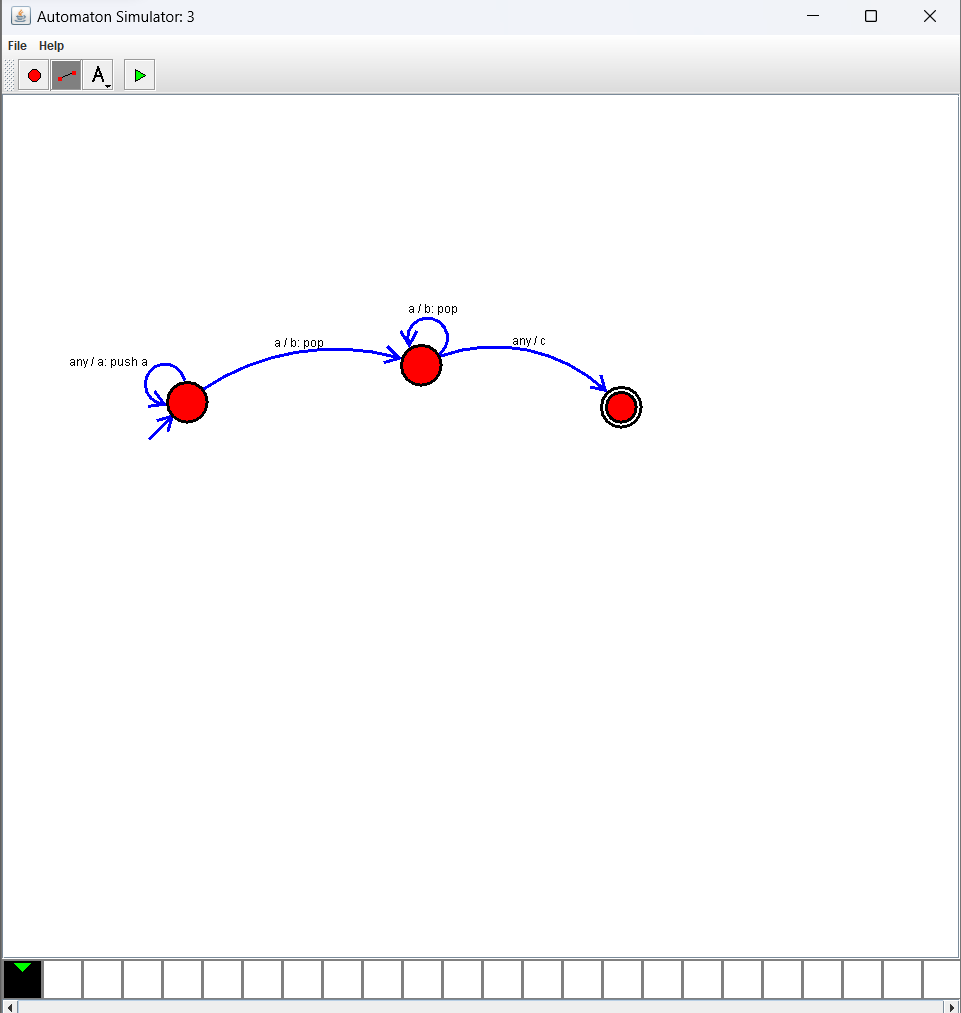 Automaton Simulator: 3
File Help
A
a / b: pop
any / c
a / b: pop
any / a: push a